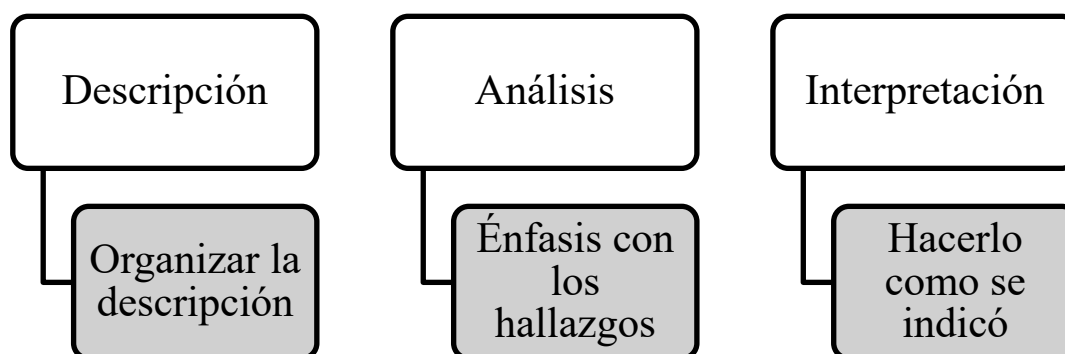 Descripción
Organizar la
descripción
Análisis
Énfasis con
los
hallazgos
Interpretación
Hacerlo
como se
indicó